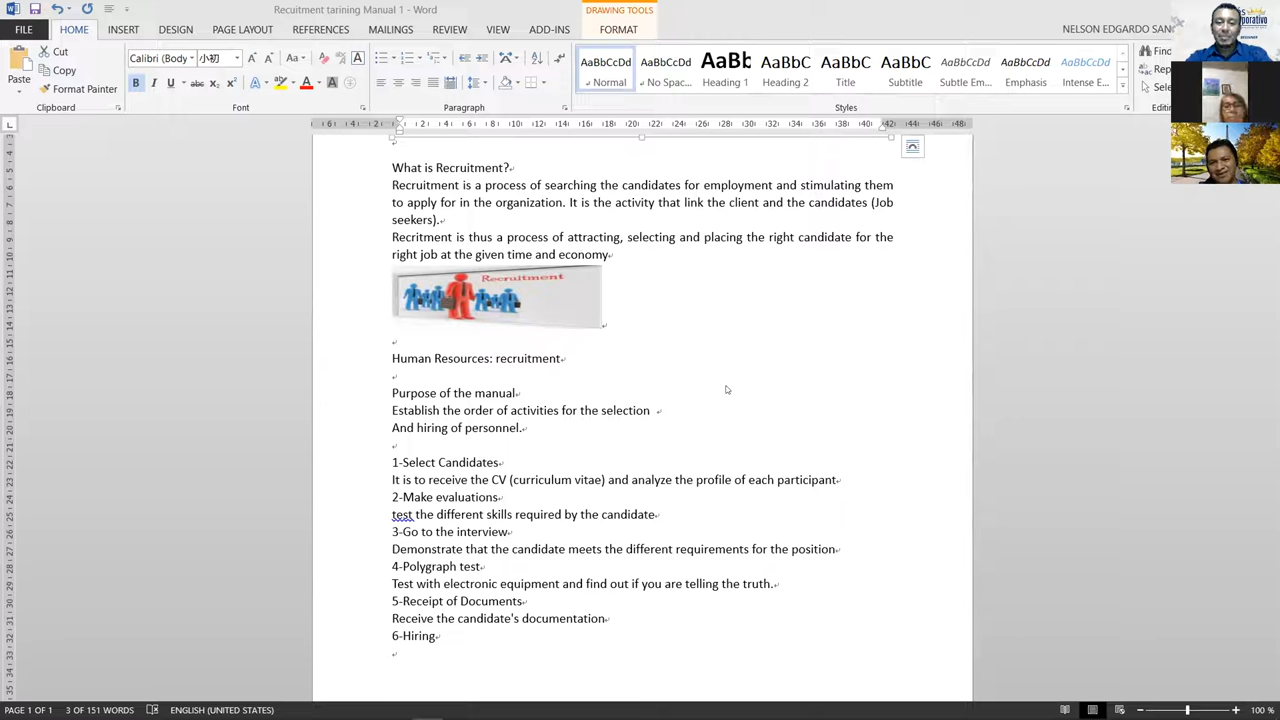 Recuitment tarining Manual 1 - Word
DRAWING TOOLS
FILE HOME INSERT DESIGN PAGE LAYOUT REFERENCES MAILINGS REVIEW VIEW ADD-INS FORMAT
NELSON EDGARDO SAN
Paste
Cut
Copy
Format Painter
Calibri (Body 小初
AaBbCcDd AaBbCcDd AaBb AaBbCc AaBbC AaBbCc AaBbCcDd AaBbCcDd AaBbCcDd
Normal No Spac... Heading 1 Heading 2 Title Subtitle Subtle Em... Emphasis Intense E...
Find
Rep
Sele
Clipboard Font Paragraph Styles Editi
What is Recruitment?
Recruitment is a process of searching the candidates for employment and stimulating them
to apply for in the organization. It is the activity that link the client and the candidates (Job
seekers).
Recritment is thus a process of attracting, selecting and placing the right candidate for the
right job at the given time and economy
Recruitment
Human Resources: recruitment
Purpose of the manual
Establish the order of activities for the selection
And hiring of personnel.
1-Select Candidates
It is to receive the CV (curriculum vitae) and analyze the profile of each participant
2-Make evaluations
test the different skills required by the candidate
3-Go to the interview
Demonstrate that the candidate meets the different requirements for the position
4-Polygraph test
Test with electronic equipment and find out if you are telling the truth.
5-Receipt of Documents
Receive the candidate's documentation
6-Hiring
PAGE 1 OF 1 3 OF 151 WORDS ENGLISH (UNITED STATES) 100 %